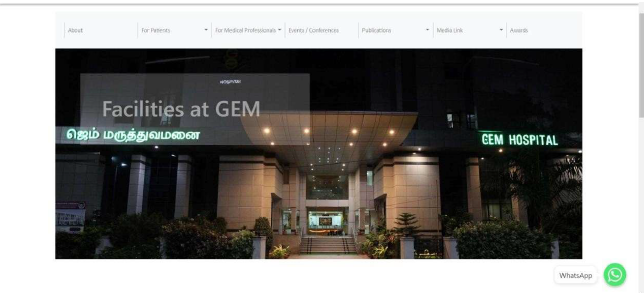 About
For Patients
For Medical Professionals
Events / Conferences
Publications
Media Link
Awards
HOSPITAL
Facilities at GEM
ஜெம் மருத்துவமனை
GEM HOSPITAL
WhatsApp